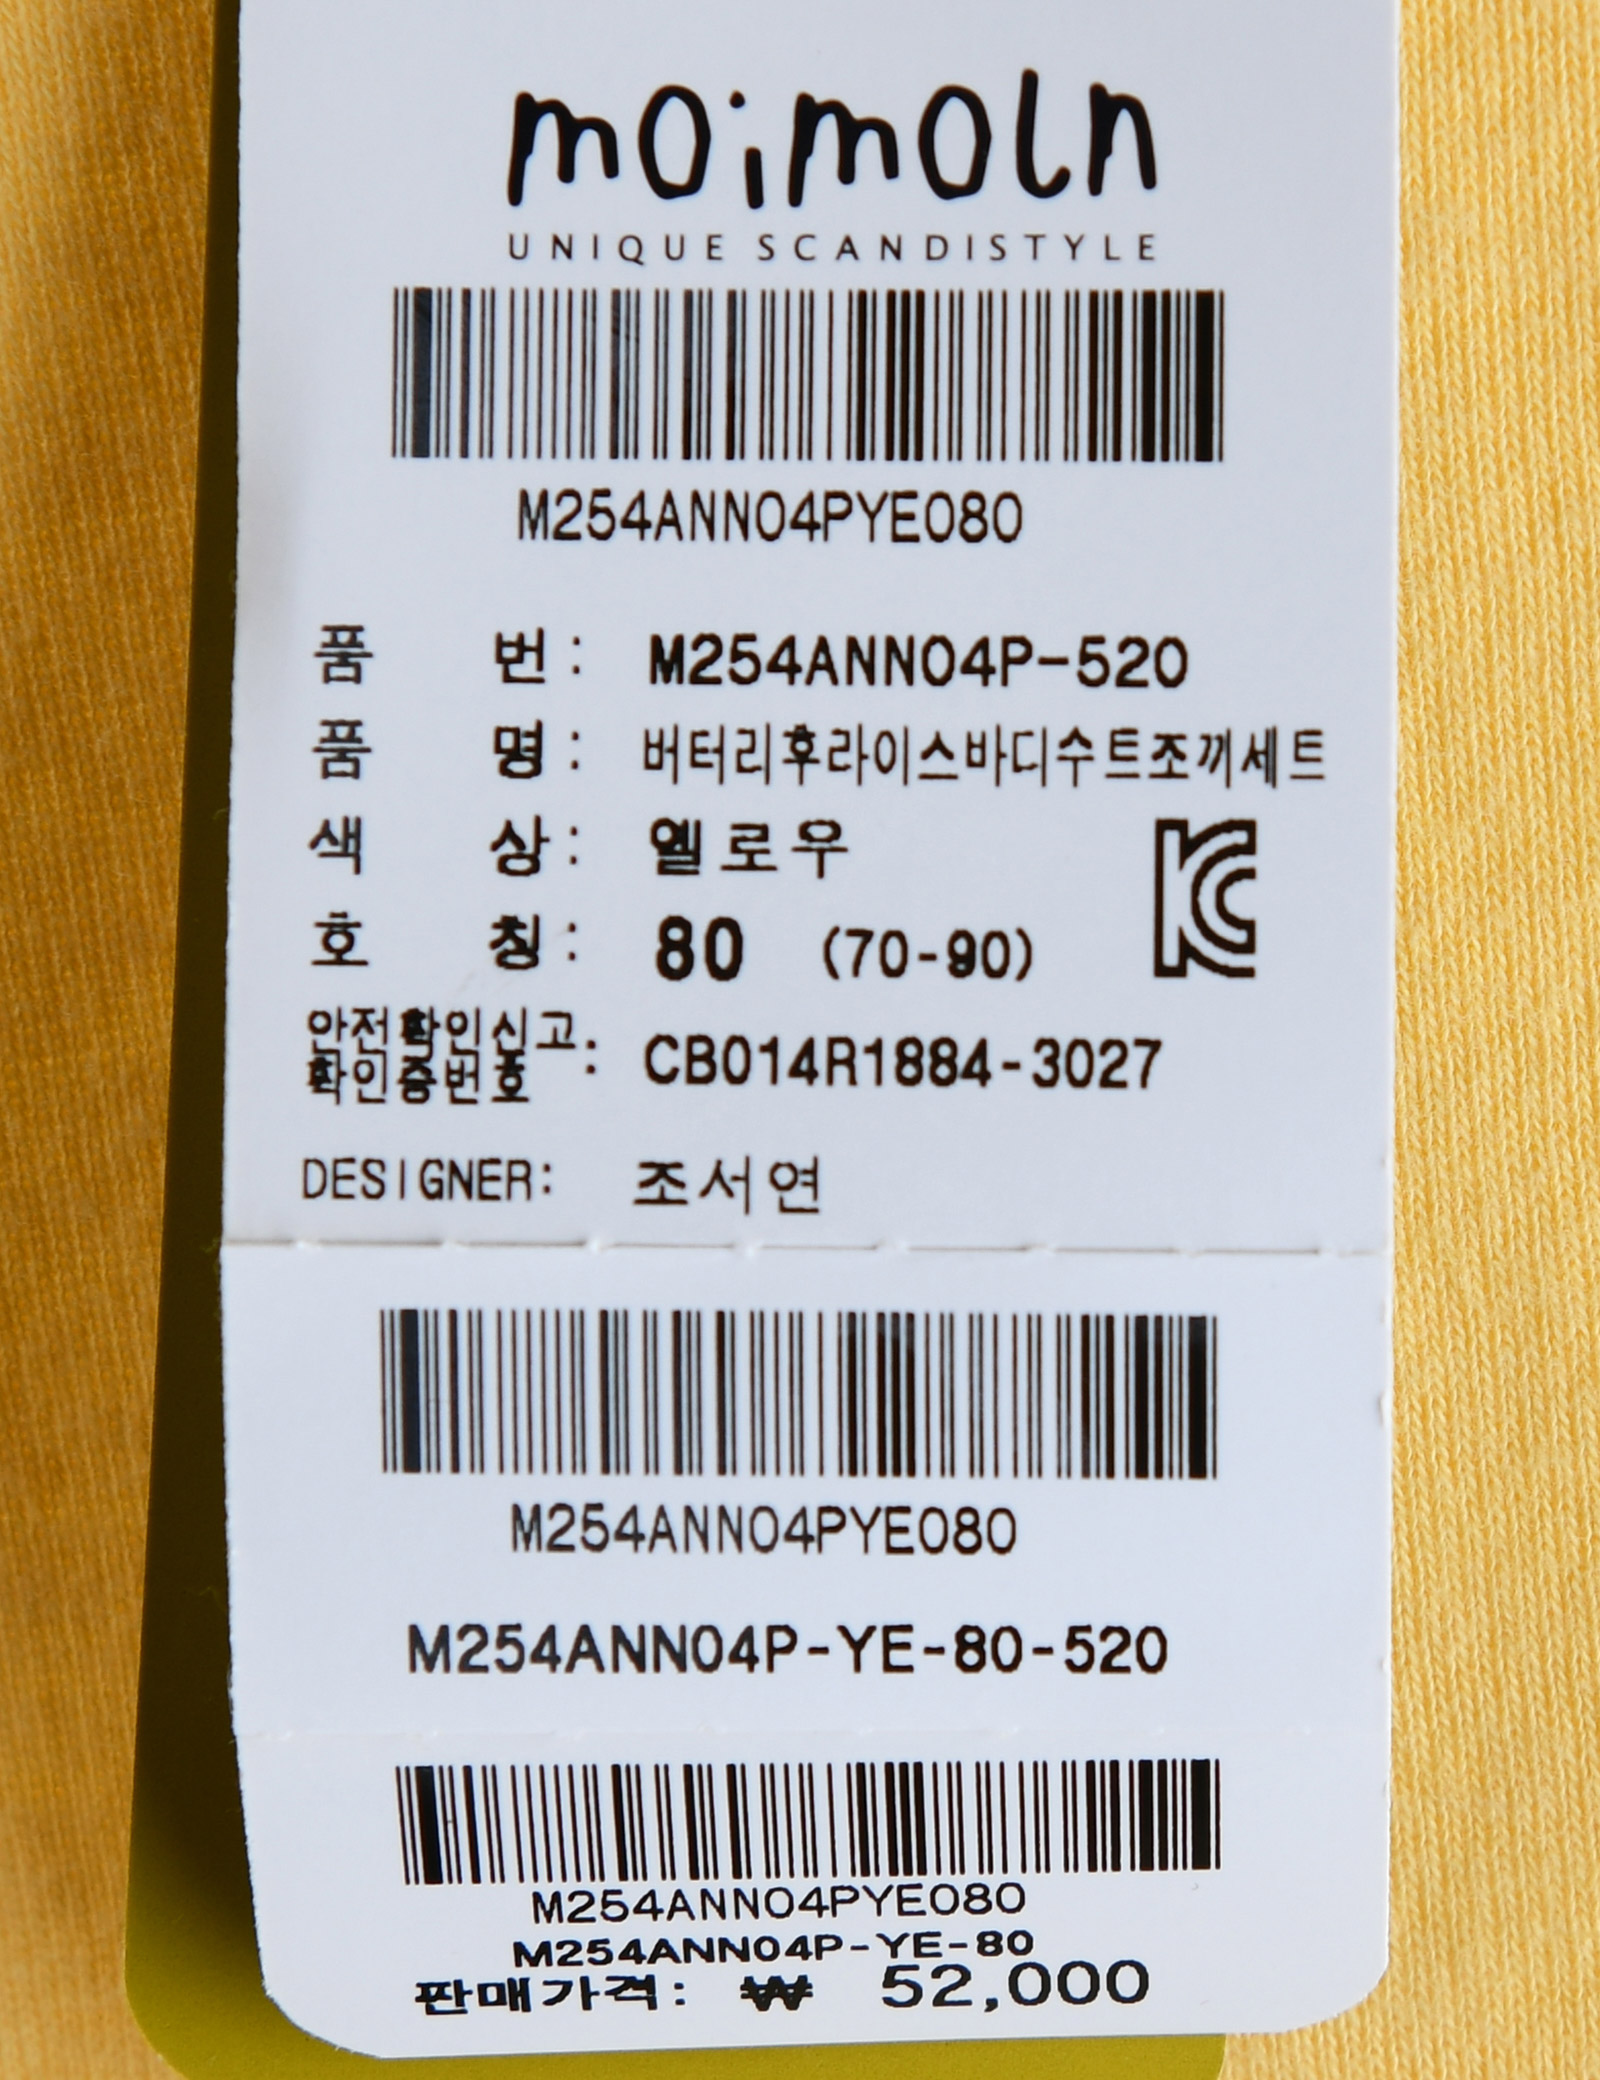 moimoln
UNIQUE SCANDISTYLE
M254ANN04PYE080
품 번 : M254ANN04P-520
품 명 : 버터리후라이스바디수트조끼세트
색 상 : 옐로우
호 칭 : 80 (70-90)
안전확인신고
확인증번호 : CB014R1884-3027
DESIGNER: 조서연
M254ANN04PYE080
M254ANN04P-YE-80-520
M254ANN04PYE080
M254ANN04P-YE-80
판매가격: ₩ 52,000